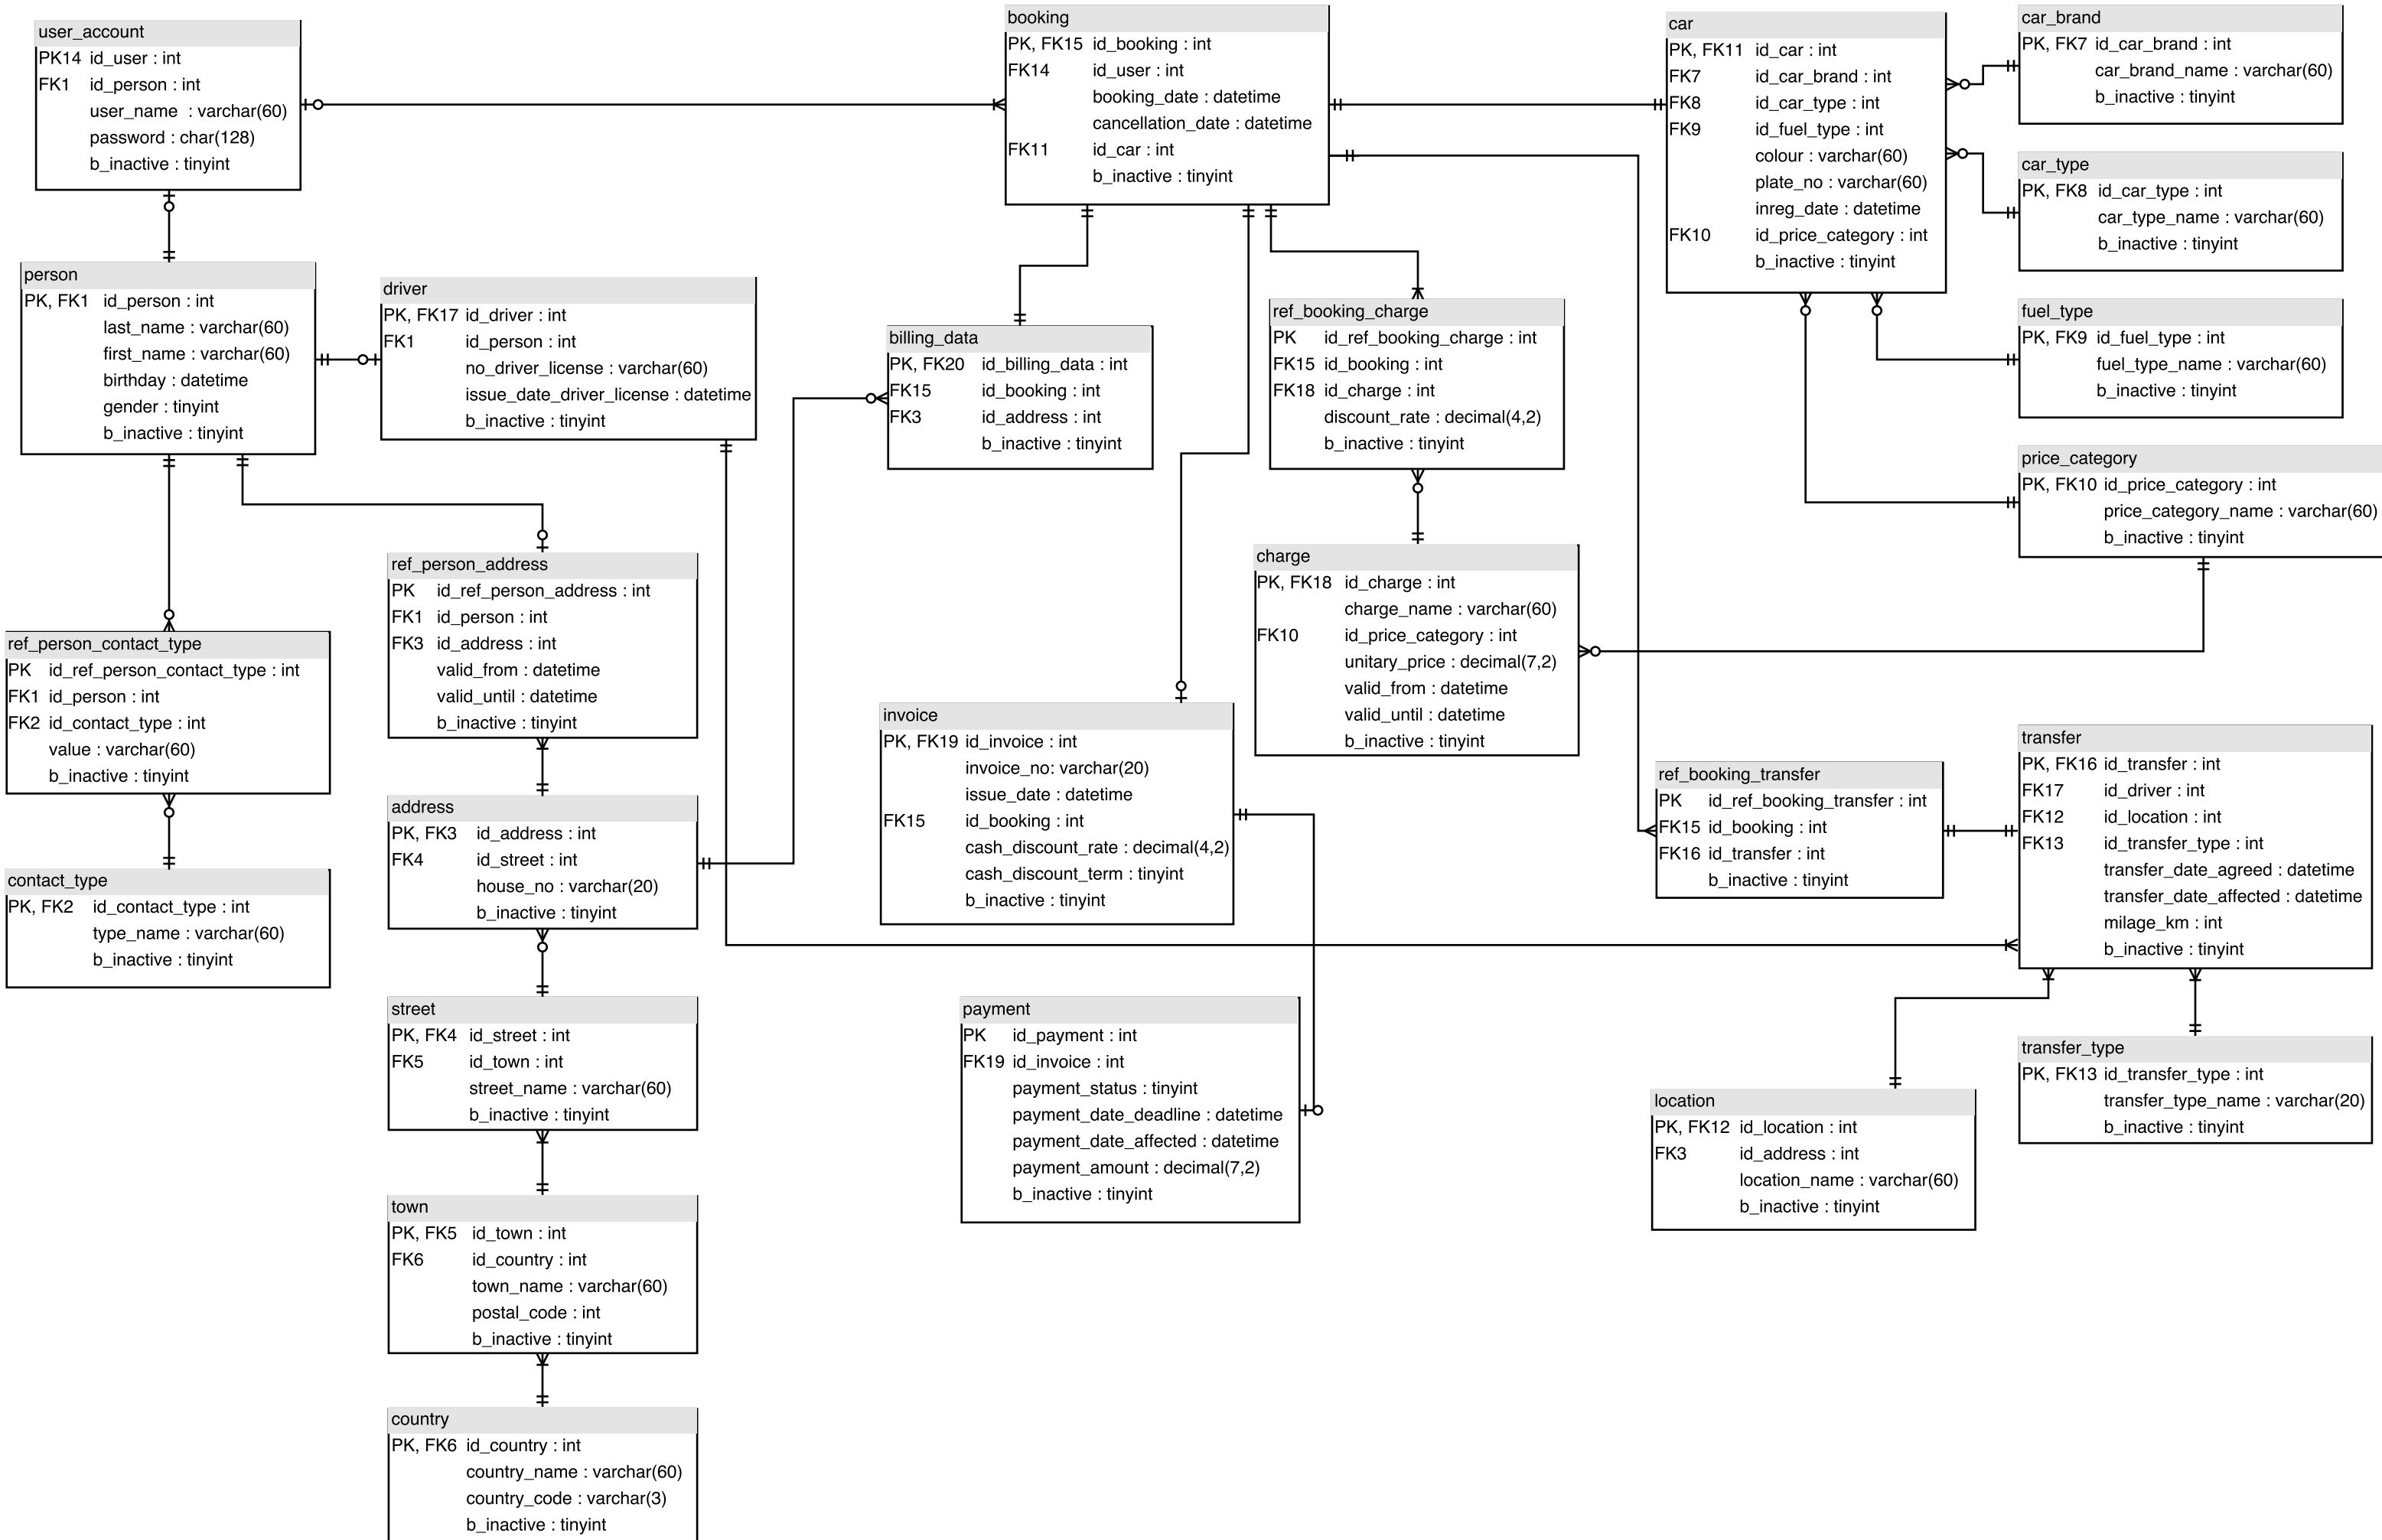 user_account
PK14 id_user : int
FK1 id_person : int
user_name : varchar(60)
password : char(128)
b_inactive : tinyint
booking
PK, FK15 id_booking : int
FK14 id_user : int
booking_date : datetime
cancellation_date : datetime
FK11 id_car : int
b_inactive : tinyint
car
PK, FK11 id_car : int
FK7 id_car_brand : int
FK8 id_car_type : int
FK9 id_fuel_type : int
colour : varchar(60)
plate_no : varchar(60)
inreg_date : datetime
FK10 id_price_category : int
b_inactive : tinyint
car_brand
PK, FK7 id_car_brand : int
car_brand_name : varchar(60)
b_inactive : tinyint
car_type
PK, FK8 id_car_type : int
car_type_name : varchar(60)
b_inactive : tinyint
person
PK, FK1 id_person : int
last_name : varchar(60)
first_name : varchar(60)
birthday : datetime
gender : tinyint
b_inactive : tinyint
driver
PK, FK17 id_driver : int
FK1 id_person : int
no_driver_license : varchar(60)
issue_date_driver_license : datetime
b_inactive : tinyint
billing_data
PK, FK20 id_billing_data : int
FK15 id_booking : int
FK3 id_address : int
b_inactive : tinyint
ref_booking_charge
PK id_ref_booking_charge : int
FK15 id_booking : int
FK18 id_charge : int
discount_rate : decimal(4,2)
b_inactive : tinyint
fuel_type
PK, FK9 id_fuel_type : int
fuel_type_name : varchar(60)
b_inactive : tinyint
price_category
PK, FK10 id_price_category : int
price_category_name : varchar(60)
b_inactive : tinyint
ref_person_contact_type
PK id_ref_person_contact_type : int
FK1 id_person : int
FK2 id_contact_type : int
value : varchar(60)
b_inactive : tinyint
ref_person_address
PK id_ref_person_address : int
FK1 id_person : int
FK3 id_address : int
valid_from : datetime
valid_until : datetime
b_inactive : tinyint
charge
PK, FK18 id_charge : int
charge_name : varchar(60)
FK10 id_price_category : int
unitary_price : decimal(7,2)
valid_from : datetime
valid_until : datetime
b_inactive : tinyint
invoice
PK, FK19 id_invoice : int
invoice_no: varchar(20)
issue_date : datetime
FK15 id_booking : int
cash_discount_rate : decimal(4,2)
cash_discount_term : tinyint
b_inactive : tinyint
ref_booking_transfer
PK id_ref_booking_transfer : int
FK15 id_booking : int
FK16 id_transfer : int
b_inactive : tinyint
transfer
PK, FK16 id_transfer : int
FK17 id_driver : int
FK12 id_location : int
FK13 id_transfer_type : int
transfer_date_agreed : datetime
transfer_date_affected : datetime
milage_km : int
b_inactive : tinyint
contact_type
PK, FK2 id_contact_type : int
type_name : varchar(60)
b_inactive : tinyint
address
PK, FK3 id_address : int
FK4 id_street : int
house_no : varchar(20)
b_inactive : tinyint
street
PK, FK4 id_street : int
FK5 id_town : int
street_name : varchar(60)
b_inactive : tinyint
payment
PK id_payment : int
FK19 id_invoice : int
payment_status : tinyint
payment_date_deadline : datetime
payment_date_affected : datetime
payment_amount : decimal(7,2)
b_inactive : tinyint
location
PK, FK12 id_location : int
FK3 id_address : int
location_name : varchar(60)
b_inactive : tinyint
transfer_type
PK, FK13 id_transfer_type : int
transfer_type_name : varchar(20)
b_inactive : tinyint
town
PK, FK5 id_town : int
FK6 id_country : int
town_name : varchar(60)
postal_code : int
b_inactive : tinyint
country
PK, FK6 id_country : int
country_name : varchar(60)
country_code : varchar(3)
b_inactive : tinyint